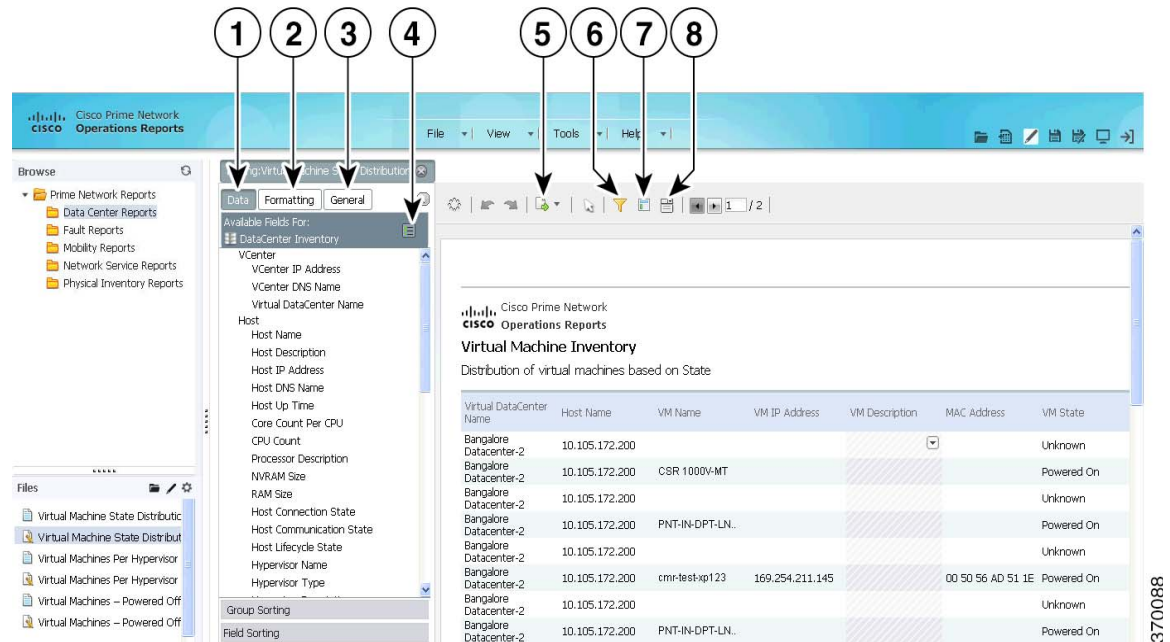 1 2 3 4 5 6 7 8
Cisco Prime Network
CISCO Operations Reports
File View Tools Help
Browse
Prime Network Reports
Data Center Reports
Fault Reports
Mobility Reports
Network Service Reports
Physical Inventory Reports
Files
Virtual Machine State Distributic
Virtual Machine State Distribut
Virtual Machines Per Hypervisor
Virtual Machines Per Hypervisor
Virtual Machines – Powered Off
Virtual Machines – Powered Off
Distribution
Data Formatting General
Available Fields For:
DataCenter Inventory
VCenter
VCenter IP Address
VCenter DNS Name
Virtual DataCenter Name
Host
Host Name
Host Description
Host IP Address
Host DNS Name
Host Up Time
Core Count Per CPU
CPU Count
Processor Description
NVRAM Size
RAM Size
Host Connection State
Host Communication State
Host Lifecycle State
Hypervisor Name
Hypervisor Type
Group Sorting
Field Sorting
1 / 2
Cisco Prime Network
CISCO Operations Reports
Virtual Machine Inventory
Distribution of virtual machines based on State
Virtual DataCenter Name Host Name VM Name VM IP Address VM Description MAC Address VM State
Bangalore Datacenter-2 10.105.172.200 Unknown
Bangalore Datacenter-2 10.105.172.200 CSR 1000V-MT Powered On
Bangalore Datacenter-2 10.105.172.200 Unknown
Bangalore Datacenter-2 10.105.172.200 PNT-IN-DPT-LN.. Powered On
Bangalore Datacenter-2 10.105.172.200 Unknown
Bangalore Datacenter-2 10.105.172.200 cmr-test-xp123 169.254.211.145 00 50 56 AD 51 1E Powered On
Bangalore Datacenter-2 10.105.172.200 Unknown
Bangalore Datacenter-2 10.105.172.200 PNT-IN-DPT-LN.. Powered On
370088